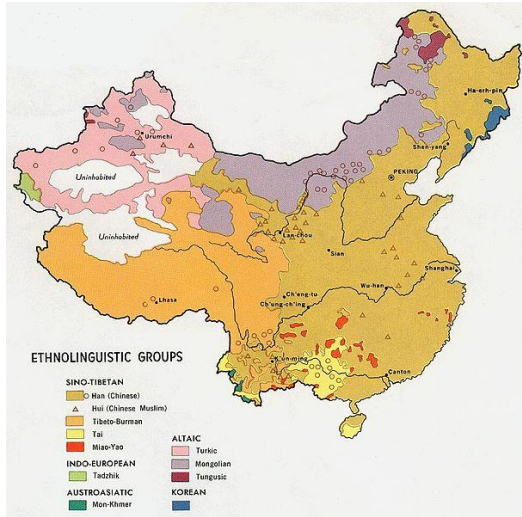 Ha-erh-pin
Urumchi
Shen-yang
PEKING
Uninhabited
Uninhabited
Lan-chou
Sian
Shanghai
Wu-han
Ch'eng-tu
Ch'ung-ch'ing
Lhasa
K'un-ming
Canton
ETHNOLINGUISTIC GROUPS
SINO-TIBETAN
Han (Chinese)
Hui (Chinese Muslim)
Tibeto-Burman
Tai
Miao-Yao
INDO-EUROPEAN
Tadzhik
AUSTROASIATIC
Mon-Khmer
ALTAIC
Turkic
Mongolian
Tungusic
KOREAN